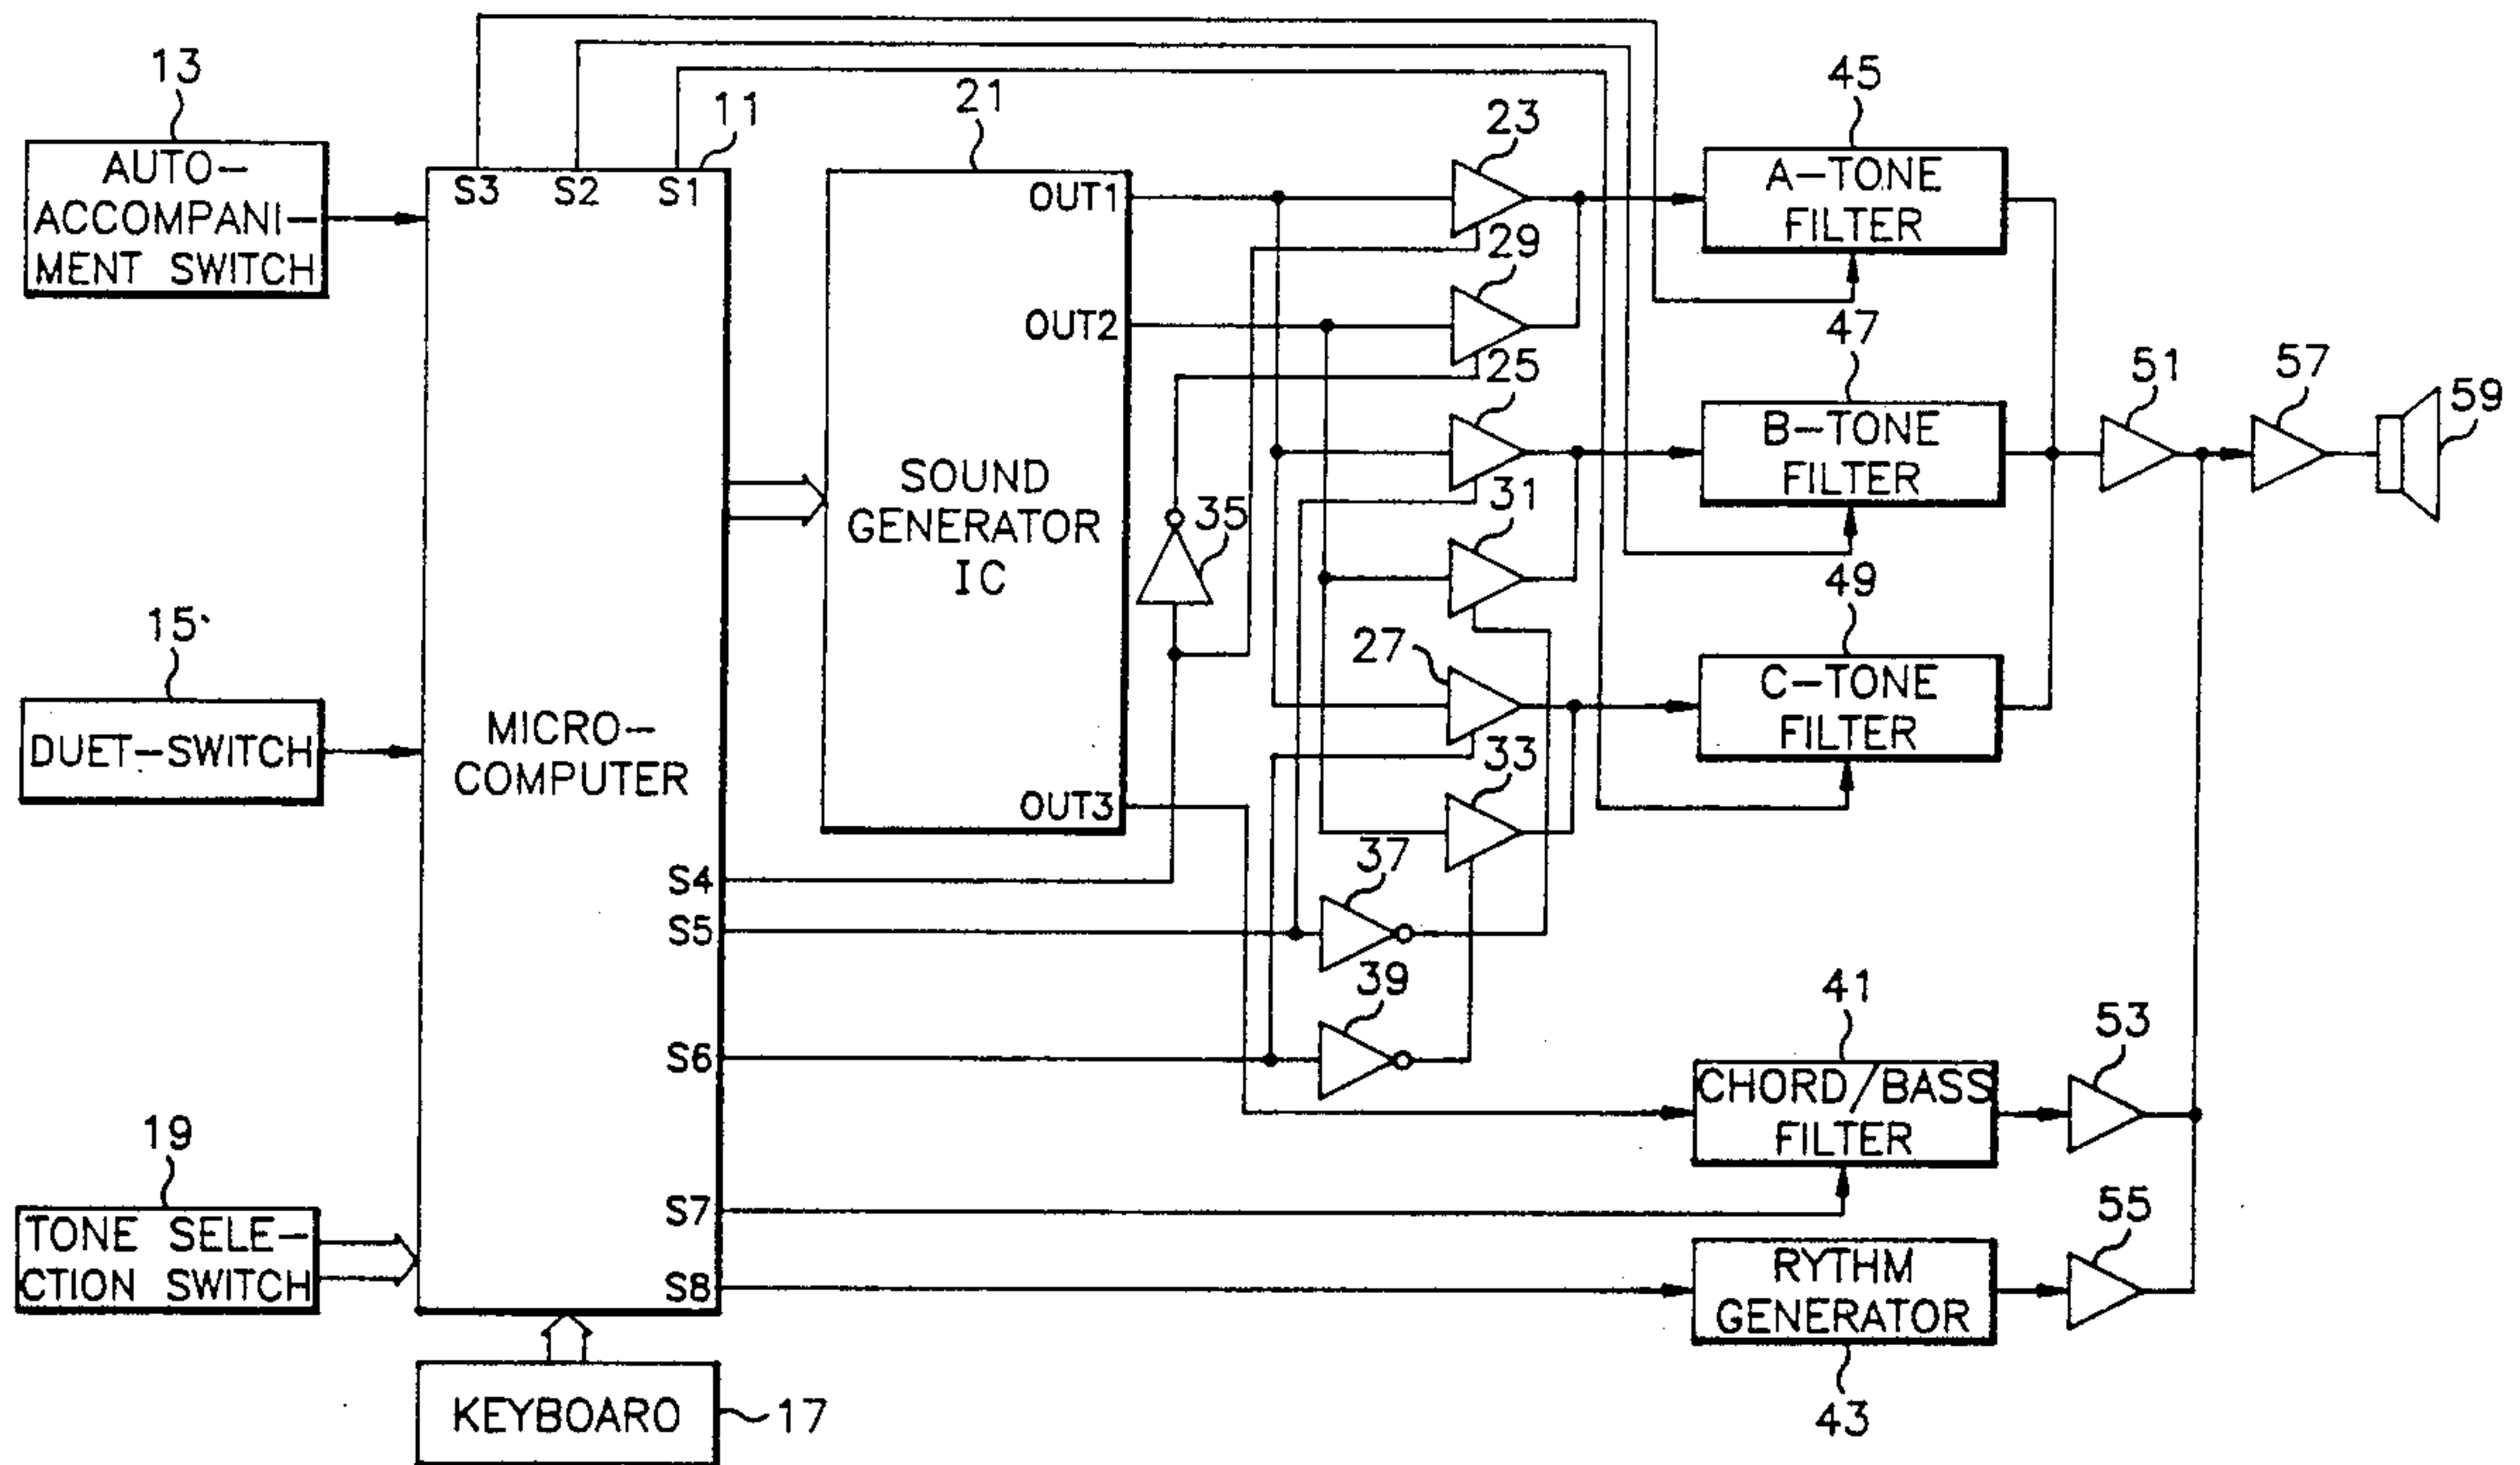 13
AUTO-
ACCOMPANI-
MENT SWITCH
15
DUET-SWITCH
19
TONE SELE-
CTION SWITCH
11
S3 S2 S1
MICRO-
COMPUTER
S4
S5
S6
S7
S8
KEYBOARO
17
21
OUT1
OUT2
SOUND
GENERATOR
IC
OUT3
23
29
25
35
31
27
33
37
39
45
A-TONE
FILTER
47
B-TONE
FILTER
49
C-TONE
FILTER
51
57
59
41
CHORD/BASS
FILTER
53
RYTHM
GENERATOR
43
55